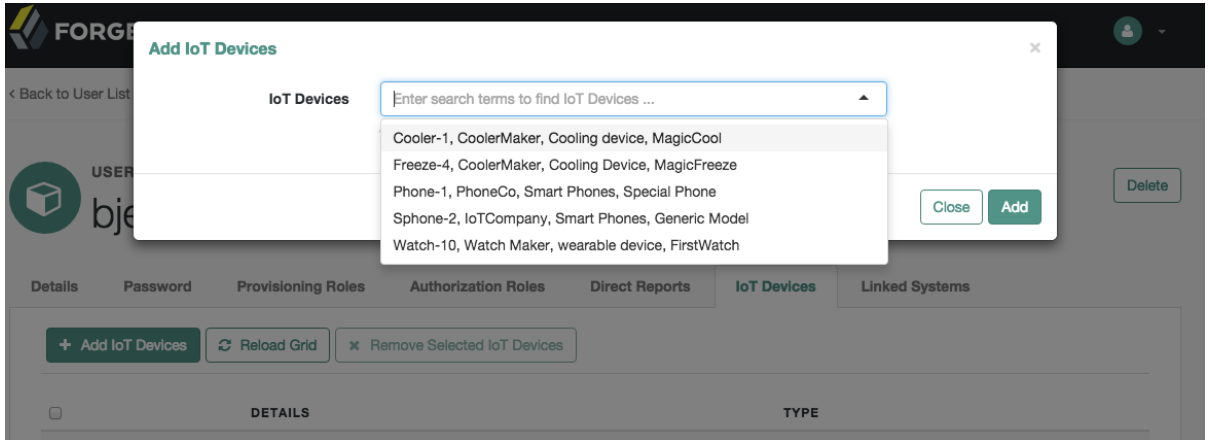 FORGE
Add IoT Devices
×
< Back to User List
IoT Devices
Enter search terms to find IoT Devices ...
Cooler-1, CoolerMaker, Cooling device, MagicCool
Freeze-4, CoolerMaker, Cooling Device, MagicFreeze
Phone-1, PhoneCo, Smart Phones, Special Phone
Sphone-2, IoTCompany, Smart Phones, Generic Model
Watch-10, Watch Maker, wearable device, FirstWatch
USER
bje
Delete
Close Add
Details Password Provisioning Roles Authorization Roles Direct Reports IoT Devices Linked Systems
+ Add IoT Devices Reload Grid × Remove Selected IoT Devices
DETAILS TYPE